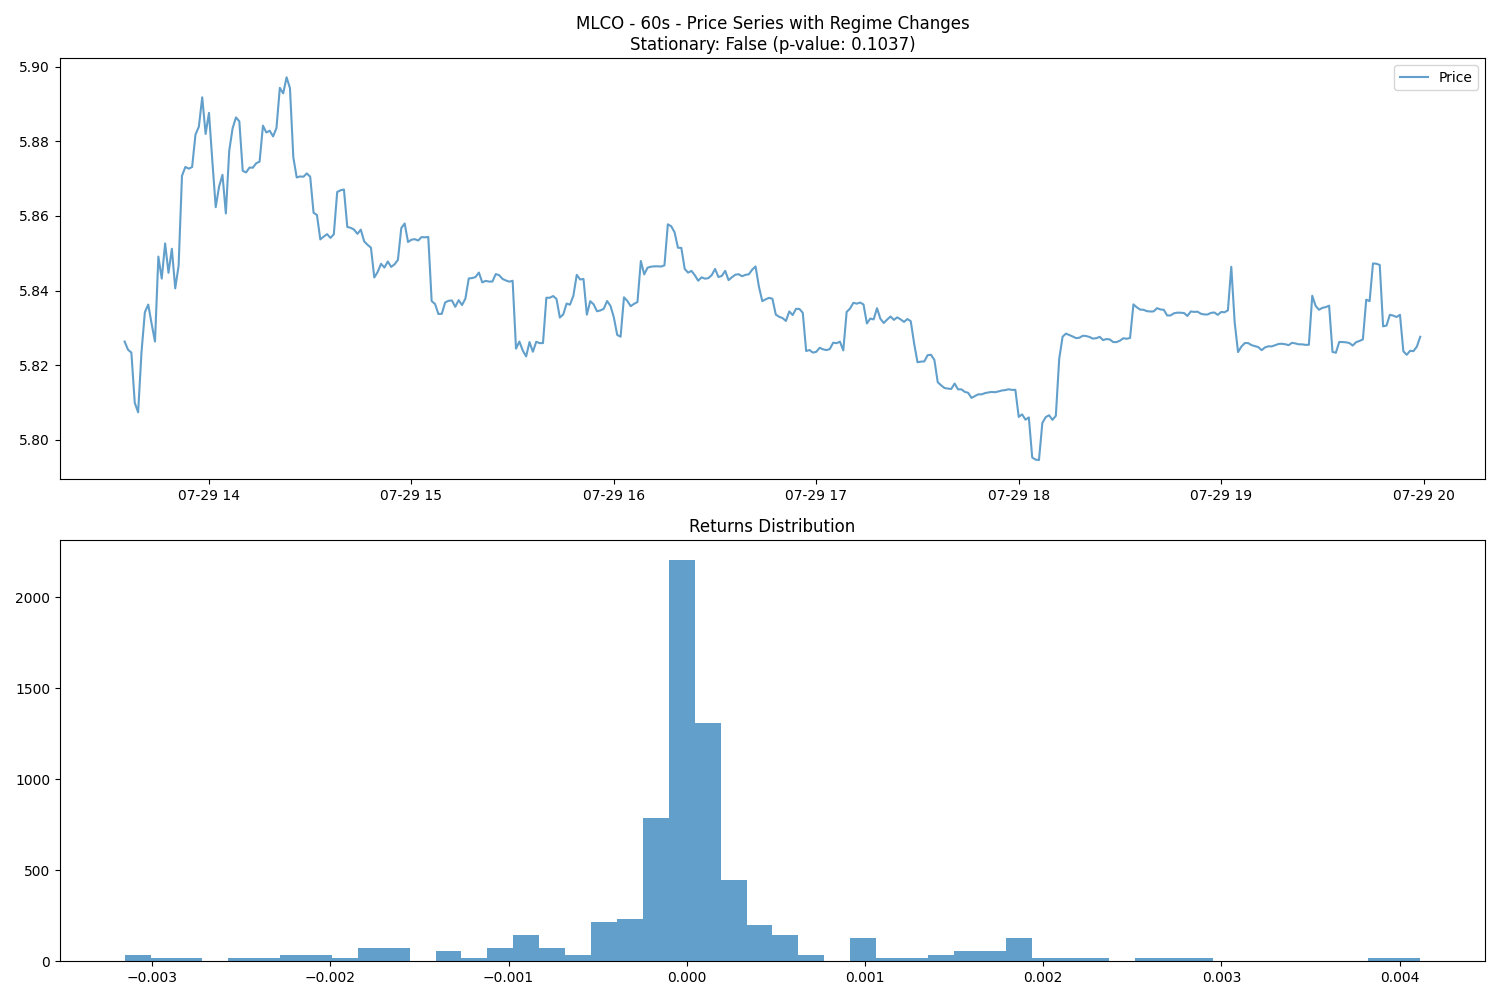 MLCO - 60s - Price Series with Regime Changes
Stationary: False (p-value: 0.1037)
Price
5.90
5.88
5.86
5.84
5.82
5.80
07-29 14 07-29 15 07-29 16 07-29 17 07-29 18 07-29 19 07-29 20
Returns Distribution
2000
1500
1000
500
0
−0.003 −0.002 −0.001 0.000 0.001 0.002 0.003 0.004